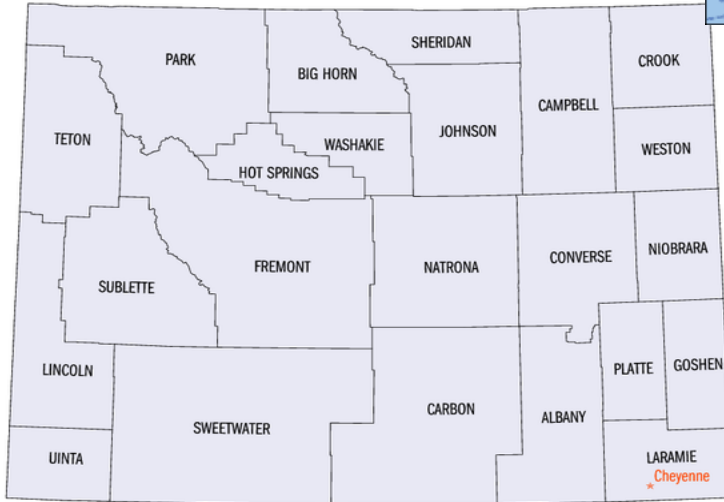 SHERIDAN
PARK
CROOK
BIG HORN
CAMPBELL
JOHNSON
TETON
WASHAKIE
WESTON
HOT SPRINGS
NIOBRARA
CONVERSE
FREMONT
NATRONA
SUBLETTE
GOSHEN
PLATTE
LINCOLN
CARBON
ALBANY
SWEETWATER
UINTA
LARAMIE
Cheyenne